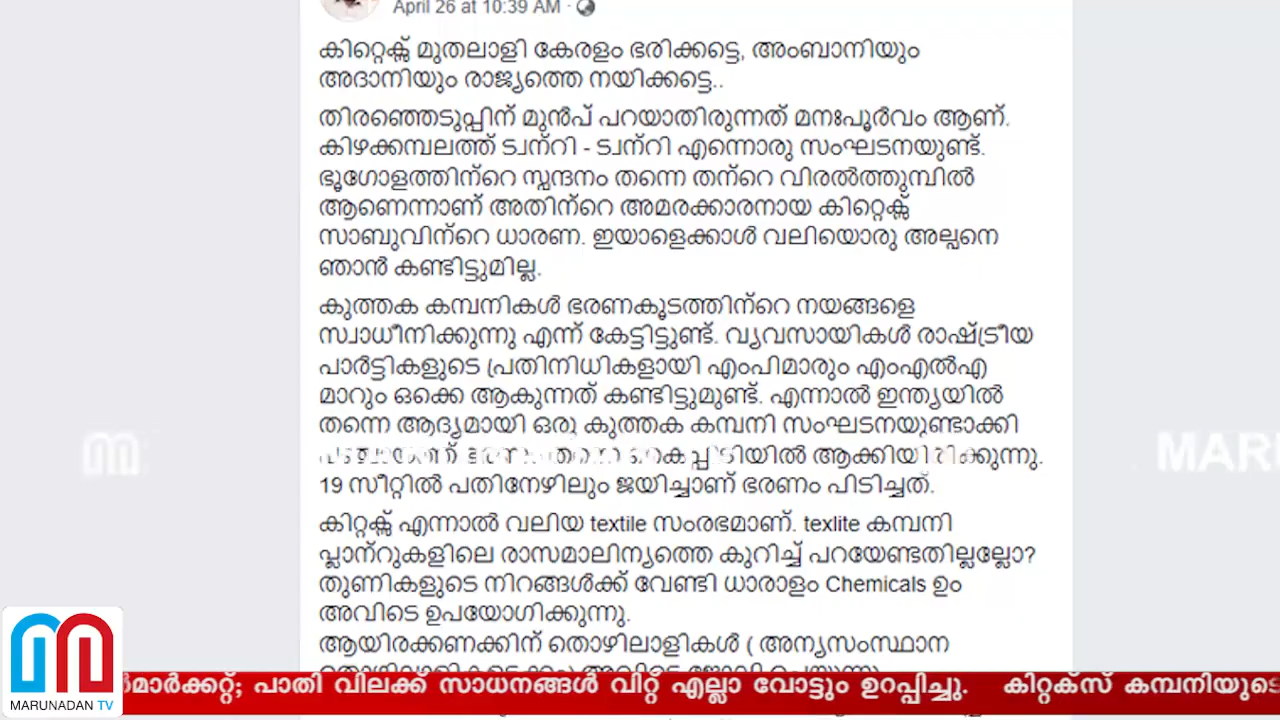 April 26 at 10:39 AM ·
കിറ്റെക്സ് മുതലാളി കേരളം ഭരിക്കട്ടെ, അംബാനിയും
അദാനിയും രാജ്യത്തെ നയിക്കട്ടെ..
തിരഞ്ഞെടുപ്പിന് മുൻപ് പറയാതിരുന്നത് മനഃപൂർവം ആണ്.
കിഴക്കമ്പലത്ത് ട്വന്റി - ട്വന്റി എന്നൊരു സംഘടനയുണ്ട്.
ഭൂഗോളത്തിന്റെ സ്പന്ദനം തന്നെ തന്റെ വിരൽത്തുമ്പിൽ
ആണെന്നാണ് അതിന്റെ അമരക്കാരനായ കിറ്റെക്സ്
സാബുവിന്റെ ധാരണ. ഇയാളെക്കാൾ വലിയൊരു അല്പനെ
ഞാൻ കണ്ടിട്ടുമില്ല.
കുത്തക കമ്പനികൾ ഭരണകൂടത്തിന്റെ നയങ്ങളെ
സ്വാധീനിക്കുന്നു എന്ന് കേട്ടിട്ടുണ്ട്. വ്യവസായികൾ രാഷ്ട്രീയ
പാർട്ടികളുടെ പ്രതിനിധികളായി എംപിമാരും എംഎൽഎ
മാറും ഒക്കെ ആകുന്നത് കണ്ടിട്ടുമുണ്ട്. എന്നാൽ ഇന്ത്യയിൽ
തന്നെ ആദ്യമായി ഒരു കുത്തക കമ്പനി സംഘടനയുണ്ടാക്കി
ആക്കിയിരിക്കുന്നു.
19 സീറ്റിൽ പതിനേഴിലും ജയിച്ചാണ് ഭരണം പിടിച്ചത്.
കിറ്റക്സ് എന്നാൽ വലിയ textile സംരഭമാണ്. texlite കമ്പനി
പ്ലാന്റുകളിലെ രാസമാലിന്യത്തെ കുറിച്ച് പറയേണ്ടതില്ലല്ലോ?
തുണികളുടെ നിറങ്ങൾക്ക് വേണ്ടി ധാരാളം Chemicals ഉം
അവിടെ ഉപയോഗിക്കുന്നു.
ആയിരക്കണക്കിന് തൊഴിലാളികൾ ( അന്യസംസ്ഥാന
MARUNADAN TV
ർമാർക്കറ്റ്; പാതി വിലക്ക് സാധനങ്ങൾ വിറ്റ് എല്ലാ വോട്ടും ഉറപ്പിച്ചു. കിറ്റക്സ് കമ്പനിയുടെ